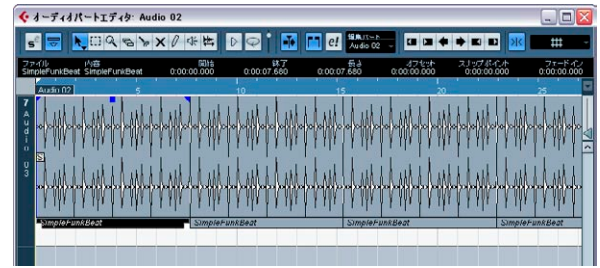 オーディオパートエディタ: Audio 02
編集パート
Audio 02
ファイル 内容 開始 終了 長さ オフセット スナップポイント フェードイン
SimpleFunkBeat SimpleFunkBeat 0:00:00.000 0:00:07.680 0:00:07.680 0:00:00.000 0:00:00.000 0:00:00.000
Audio 02 5 10 15 20 25
7
Audio 03
S
SimpleFunkBeat SimpleFunkBeat SimpleFunkBeat SimpleFunkBeat